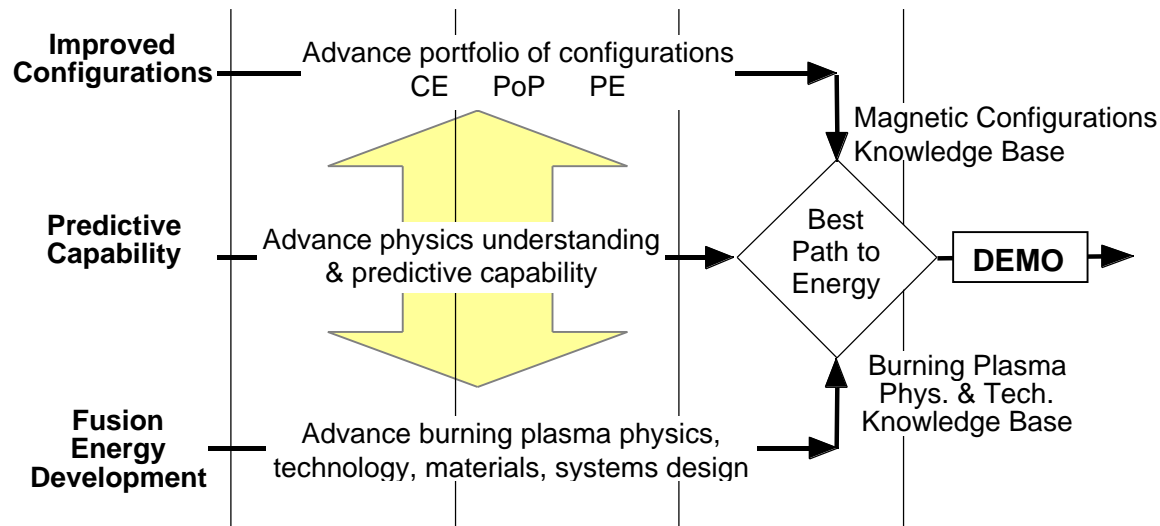 Improved
Configurations
Advance portfolio of configurations
CE PoP PE
Magnetic Configurations
Knowledge Base
Predictive
Capability
Advance physics understanding
& predictive capability
Best
Path to
Energy
DEMO
Burning Plasma
Phys. & Tech.
Knowledge Base
Fusion
Energy
Development
Advance burning plasma physics,
technology, materials, systems design